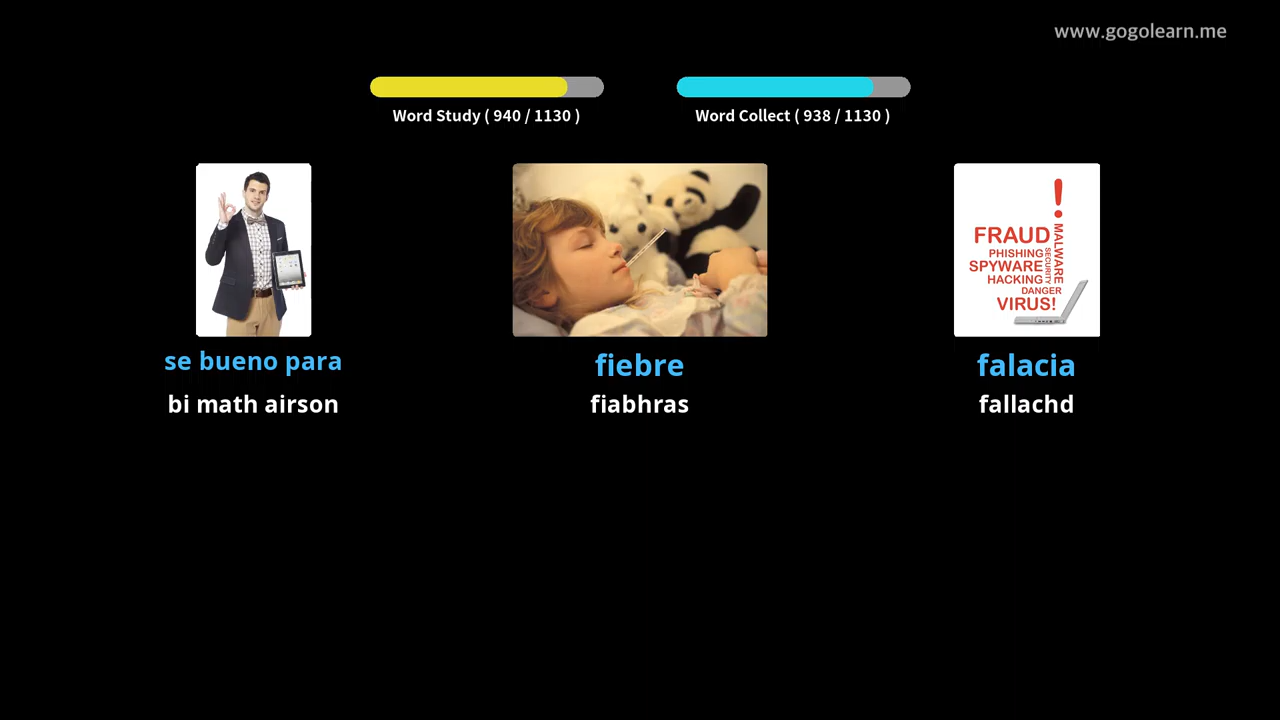 www.gogolearn.me
Word Study ( 940 / 1130 )
Word Collect ( 938 / 1130 )
!
FRAUD
PHISHING
SPYWARE
HACKING
DANGER
VIRUS!
MALWARE
SECURITY
se bueno para
fiebre
falacia
bi math airson
fiabhras
fallachd